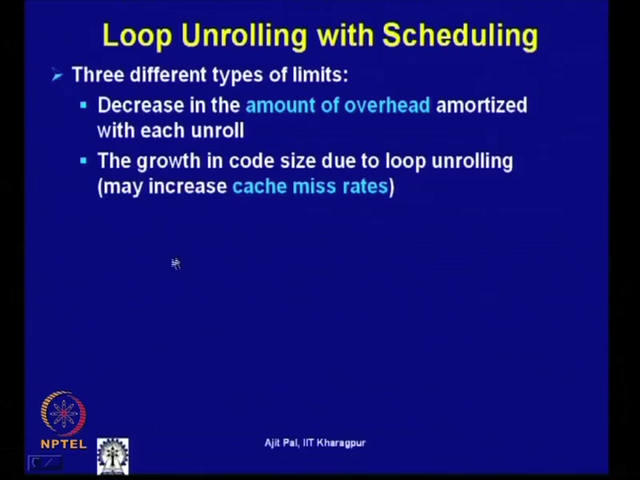 Loop Unrolling with Scheduling
Three different types of limits:
Decrease in the amount of overhead amortized
with each unroll
The growth in code size due to loop unrolling
(may increase cache miss rates)
NPTEL
Ajit Pal, IIT Kharagpur